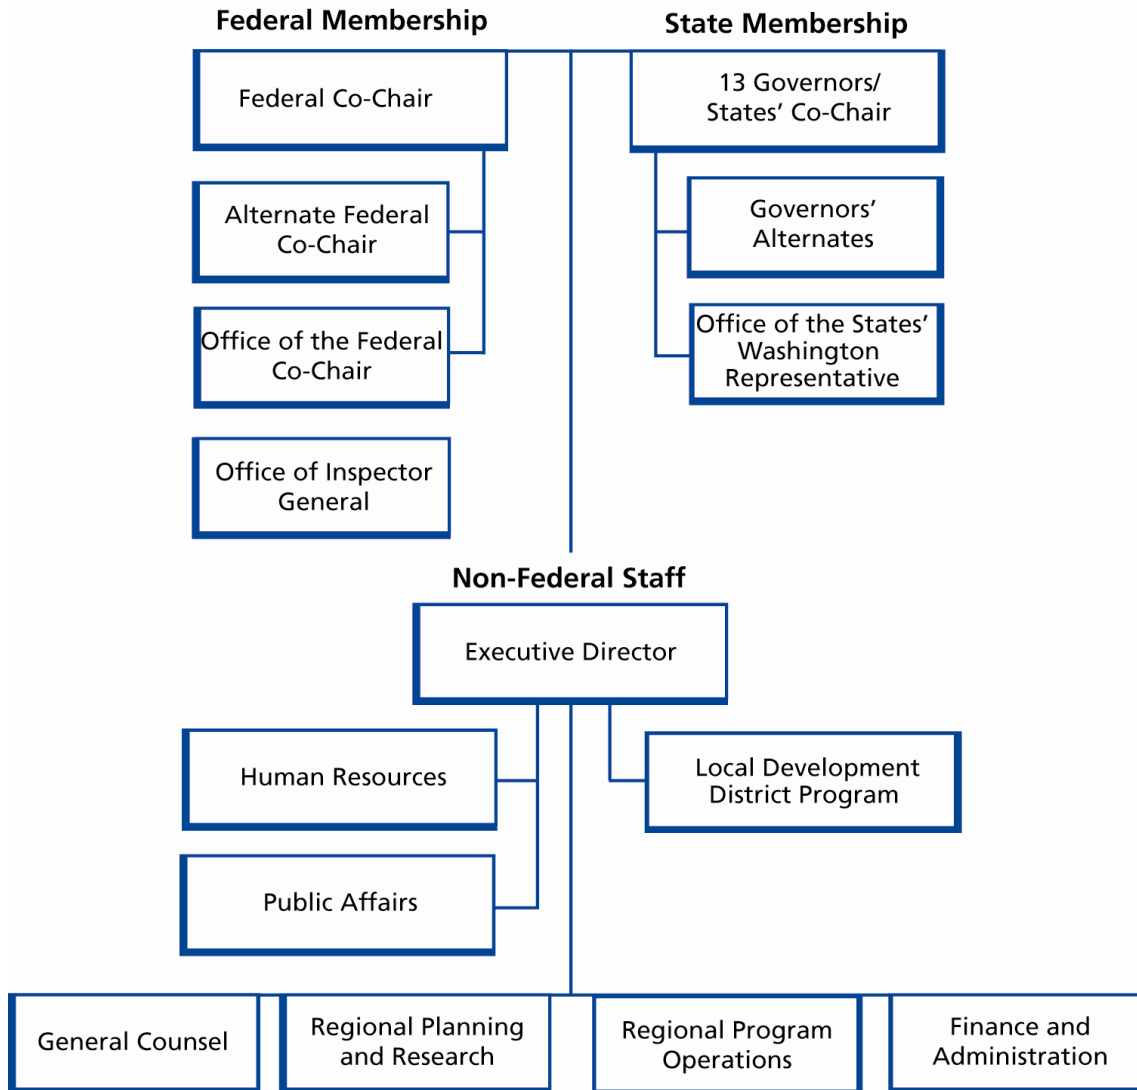 Federal Membership
State Membership
Federal Co-Chair
13 Governors/
States’ Co-Chair
Alternate Federal
Co-Chair
Governors’
Alternates
Office of the Federal
Co-Chair
Office of the States’
Washington
Representative
Office of Inspector
General
Non-Federal Staff
Executive Director
Human Resources
Local Development
District Program
Public Affairs
General Counsel
Regional Planning
and Research
Regional Program
Operations
Finance and
Administration